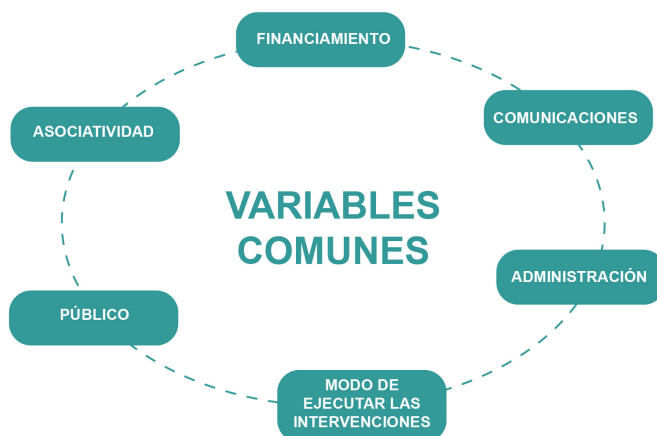 FINANCIAMIENTO
COMUNICACIONES
ASOCIATIVIDAD
VARIABLES
COMUNES
ADMINISTRACIÓN
PÚBLICO
MODO DE
EJECUTAR LAS
INTERVENCIONES